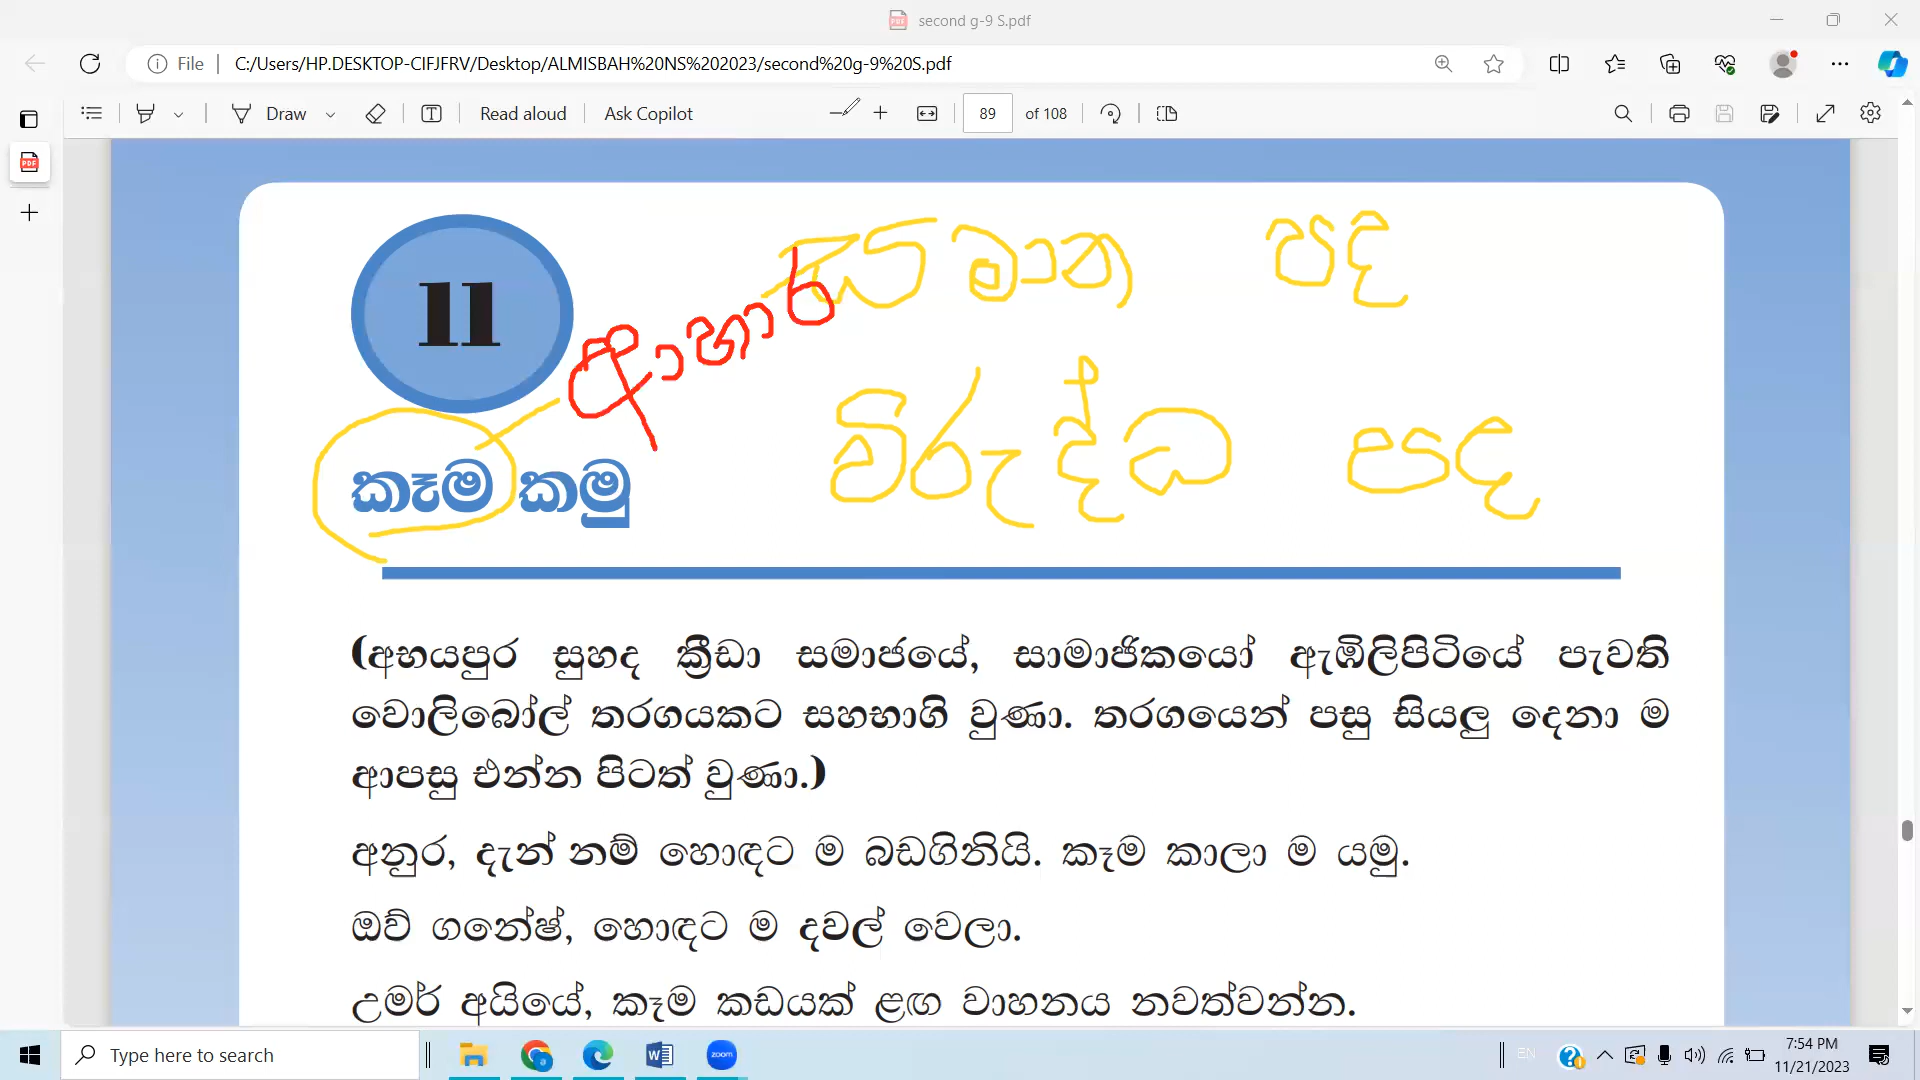 second g-9 S.pdf
File C:/Users/HP.DESKTOP-CIFJFRV/Desktop/ALMISBAH%20NS%202023/second%20g-9%20S.pdf
Draw Read aloud Ask Copilot 89 of 108
11
සමාන පද
ආහාර
විරුද්ධ පද
කෑම කමු
(අභයපුර සුහද ක්‍රීඩා සමාජයේ, සාමාජිකයෝ ඇඹිලිපිටියේ පැවති
වොලිබෝල් තරගයකට සහභාගි වුණා. තරගයෙන් පසු සියලු දෙනා ම
ආපසු එන්න පිටත් වුණා.)
අනුර, දැන් නම් හොඳට ම බඩගිනියි. කෑම කාලා ම යමු.
ඔව් ගනේෂ්, හොඳට ම දවල් වෙලා.
උමර් අයියේ, කෑම කඩයක් ළඟ වාහනය නවත්වන්න.
Type here to search
zoom
EN
7:54 PM
11/21/2023